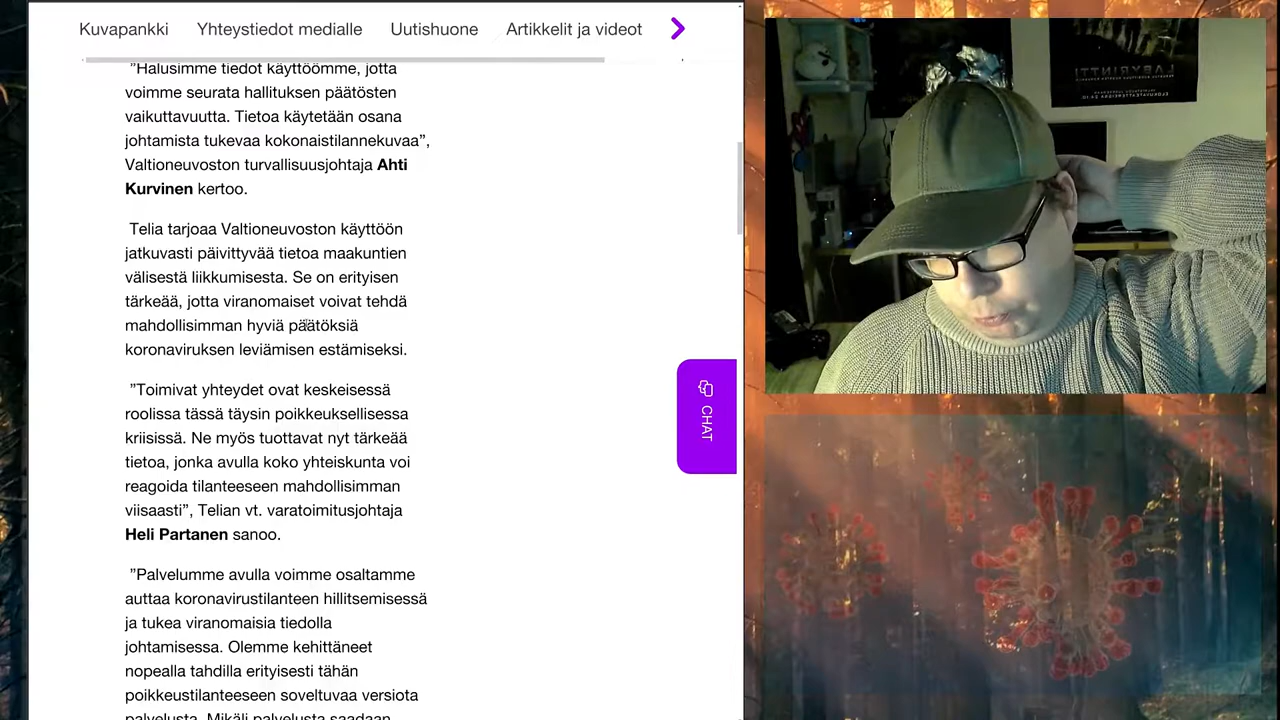 Kuvapankki Yhteystiedot medialle Uutishuone Artikkelit ja videot
”Halusimme tiedot käyttöömme, jotta
voimme seurata hallituksen päätösten
vaikuttavuutta. Tietoa käytetään osana
johtamista tukevaa kokonaistilannekuvaa”,
Valtioneuvoston turvallisuusjohtaja Ahti
Kurvinen kertoo.
Telia tarjoaa Valtioneuvoston käyttöön
jatkuvasti päivittyvää tietoa maakuntien
välisestä liikkumisesta. Se on erityisen
tärkeää, jotta viranomaiset voivat tehdä
mahdollisimman hyviä päätöksiä
koronaviruksen leviämisen estämiseksi.
”Toimivat yhteydet ovat keskeisessä
roolissa tässä täysin poikkeuksellisessa
kriisissä. Ne myös tuottavat nyt tärkeää
tietoa, jonka avulla koko yhteiskunta voi
reagoida tilanteeseen mahdollisimman
viisaasti”, Telian vt. varatoimitusjohtaja
Heli Partanen sanoo.
”Palvelumme avulla voimme osaltamme
auttaa koronavirustilanteen hillitsemisessä
ja tukea viranomaisia tiedolla
johtamisessa. Olemme kehittäneet
nopealla tahdilla erityisesti tähän
poikkeustilanteeseen soveltuvaa versiota
palvelusta. Mikäli palvelusta saadaan
CHAT
LABYRINTTI